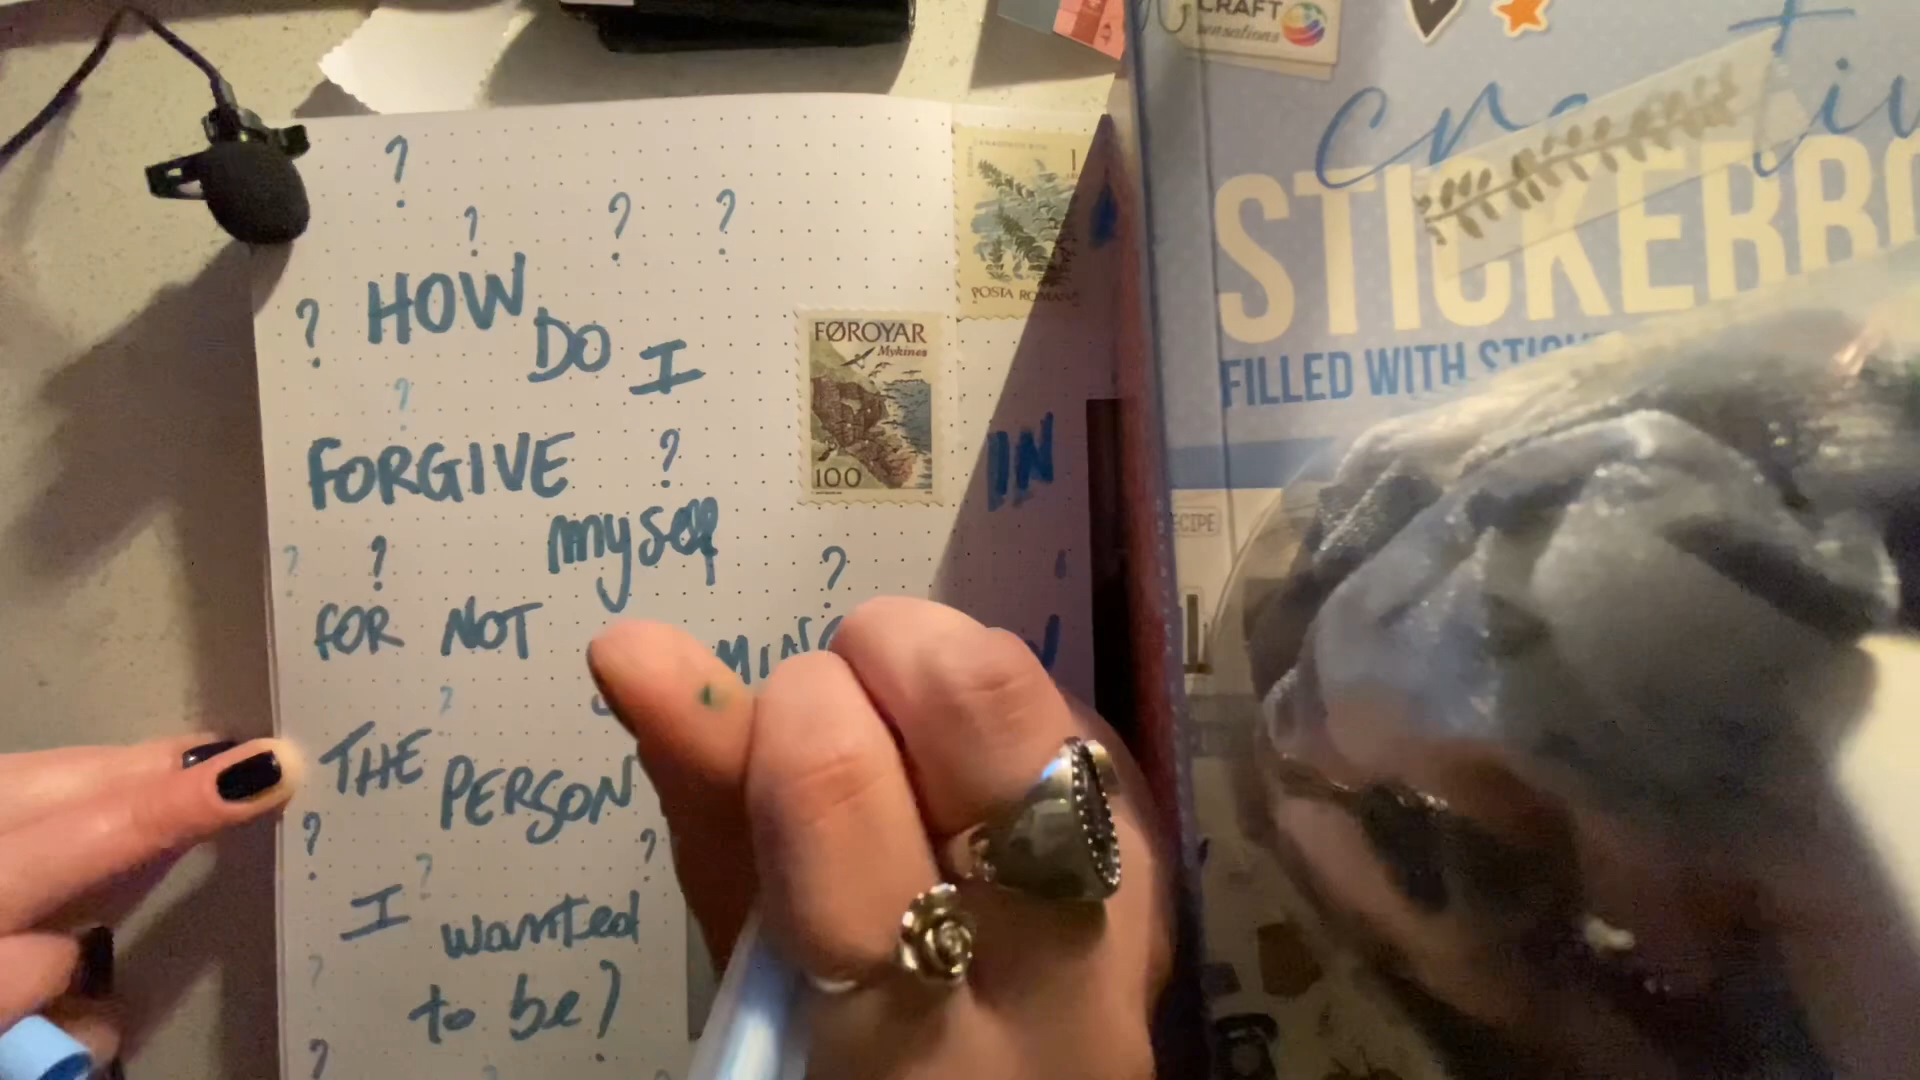 ? ? ? ?
? HOW DO I
?
FORGIVE ?
? ? myself
FOR NOT ?
?
THE PERSON
? ? ?
I wanted
? to be?
?
IN
1
POSTA ROMANA
FØROYAR
Mykines
100
CRAFT
sensations
STICKERBO
FILLED WITH